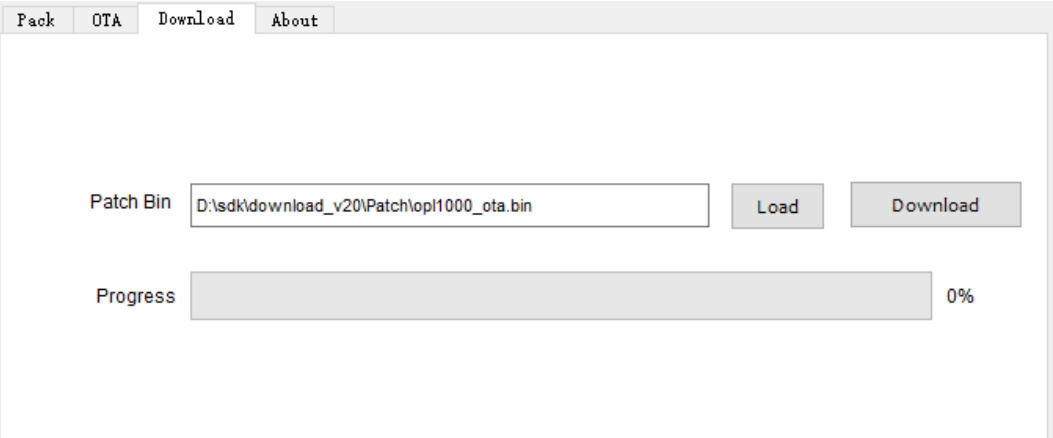 Pack OTA Download About
Patch Bin D:\sdk\download_v20\Patch\opl1000_ota.bin Load Download
Progress 0%